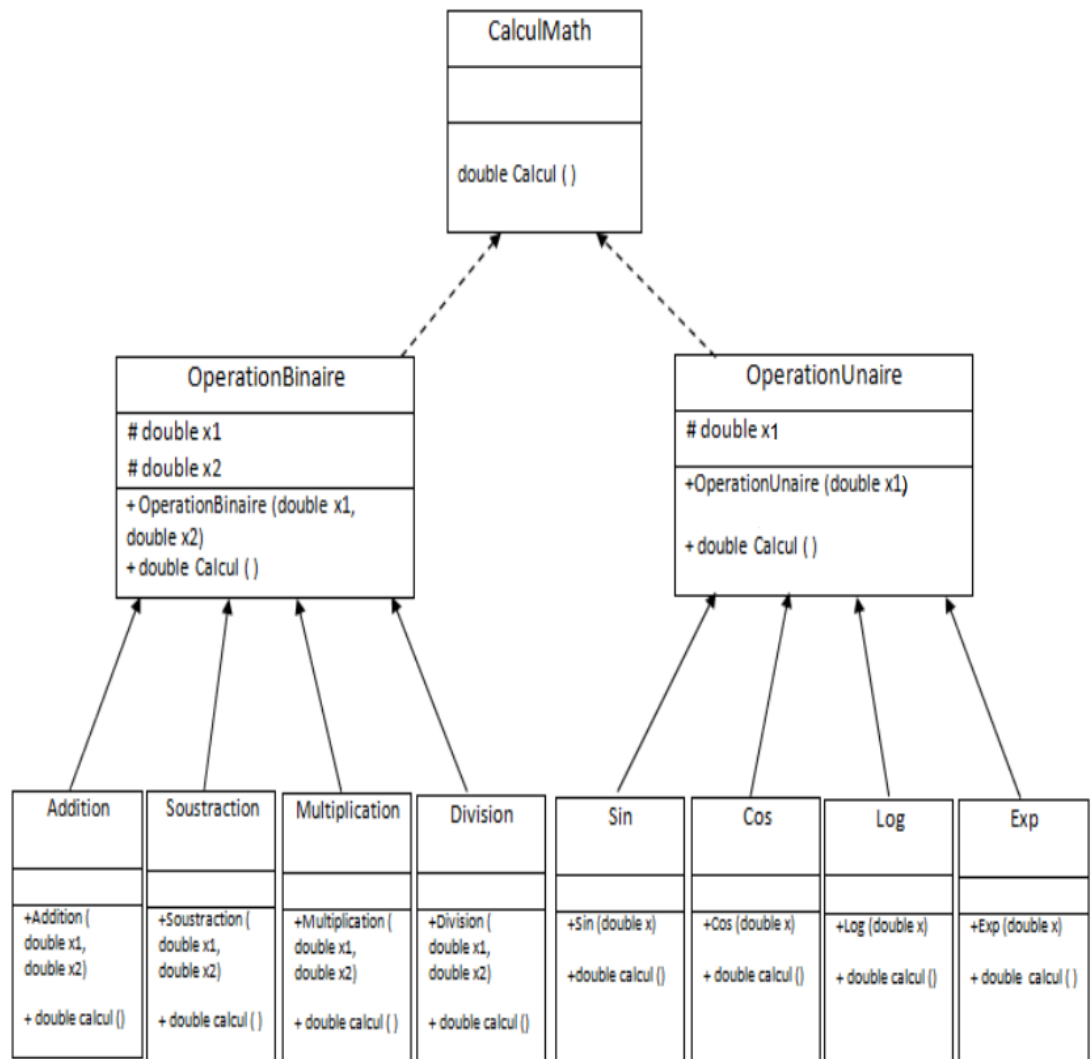 CalculMath
double Calcul ( )
OperationBinaire
# double x1
# double x2
+ OperationBinaire (double x1,
double x2)
+ double Calcul ( )
OperationUnaire
# double x1
+OperationUnaire (double x1)
+ double Calcul ( )
Addition
+Addition (
double x1,
double x2)
+ double calcul ()
Soustraction
+Soustraction (
double x1,
double x2)
+ double calcul ( )
Multiplication
+Multiplication (
double x1,
double x2)
+ double calcul ( )
Division
+Division (
double x1,
double x2)
+ double calcul ()
Sin
+Sin (double x)
+double calcul ()
Cos
+Cos (double x)
+ double calcul ()
Log
+Log (double x)
+ double calcul ()
Exp
+Exp (double x)
+ double calcul ( )